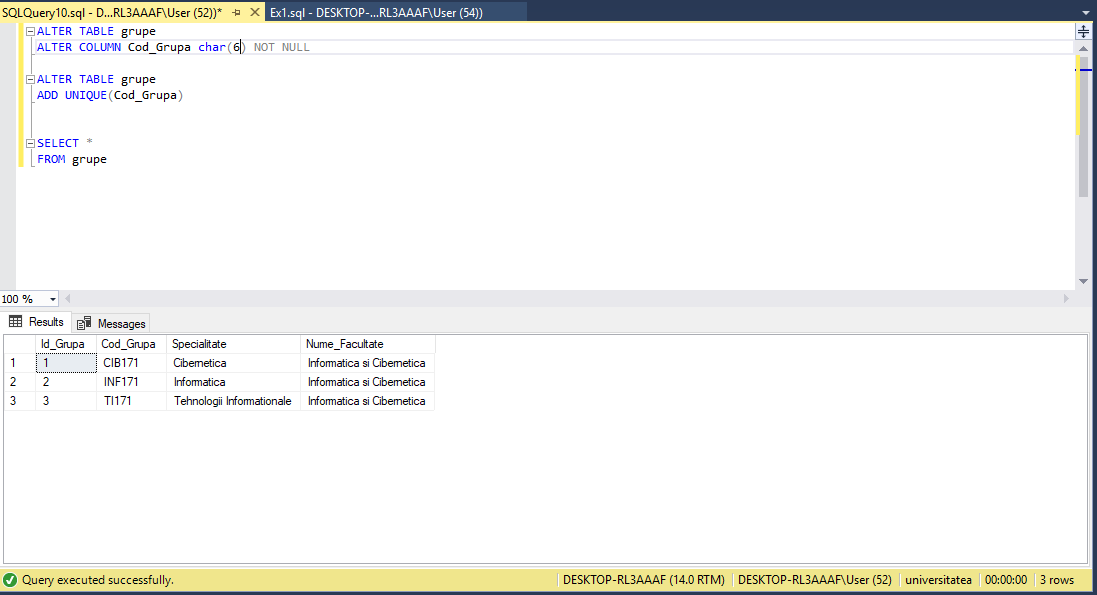 SQLQuery10.sql - D...RL3AAAF\User (52))* Ex1.sql - DESKTOP-...RL3AAAF\User (54))
ALTER TABLE grupe
ALTER COLUMN Cod_Grupa char(6) NOT NULL
ALTER TABLE grupe
ADD UNIQUE(Cod_Grupa)
SELECT *
FROM grupe
100 %
Results Messages
Id_Grupa Cod_Grupa Specialitate Nume_Facultate
1 1 CIB171 Cibernetica Informatica si Cibernetica
2 2 INF171 Informatica Informatica si Cibernetica
3 3 TI171 Tehnologii Informationale Informatica si Cibernetica
Query executed successfully. DESKTOP-RL3AAAF (14.0 RTM) DESKTOP-RL3AAAF\User (52) universitatea 00:00:00 3 rows